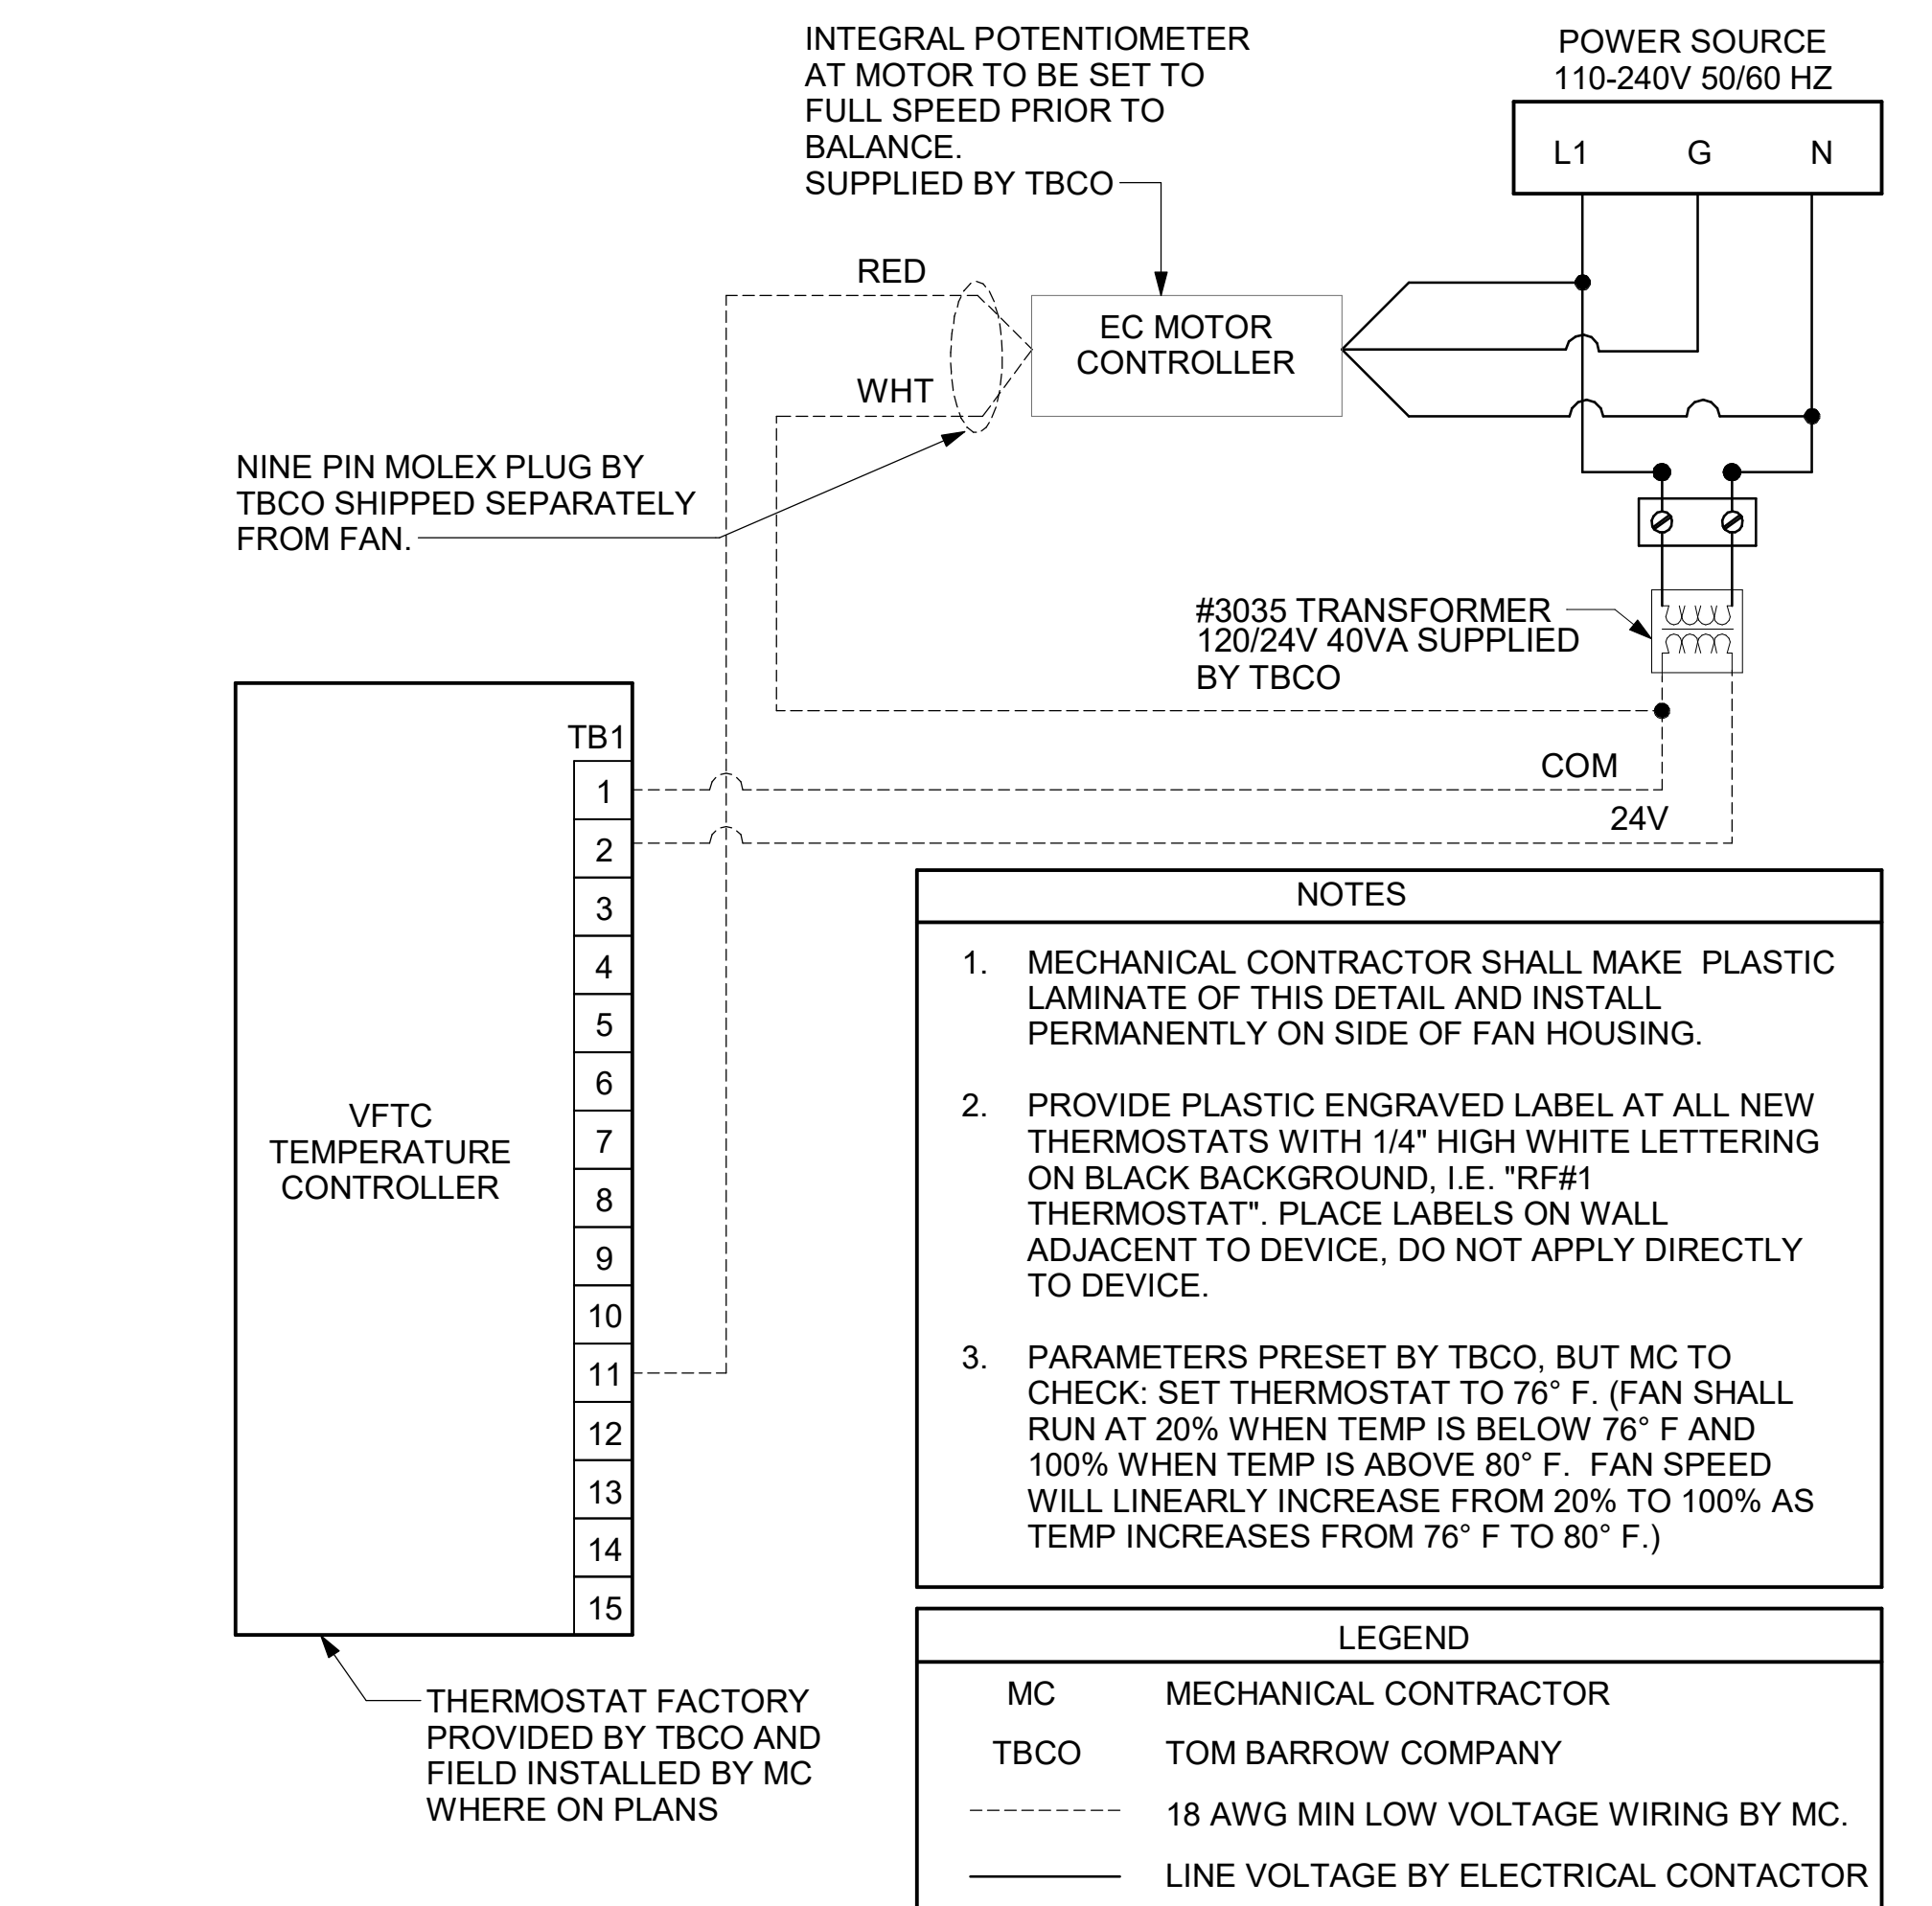 INTEGRAL POTENTIOMETER
AT MOTOR TO BE SET TO
FULL SPEED PRIOR TO
BALANCE.
SUPPLIED BY TBCO
POWER SOURCE
110-240V 50/60 HZ
L1 G N
RED
EC MOTOR
CONTROLLER
WHT
NINE PIN MOLEX PLUG BY
TBCO SHIPPED SEPARATELY
FROM FAN.
#3035 TRANSFORMER
120/24V 40VA SUPPLIED
BY TBCO
COM
24V
TB1
1
2
3
4
5
6
7
8
9
10
11
12
13
14
15
VFTC
TEMPERATURE
CONTROLLER
THERMOSTAT FACTORY
PROVIDED BY TBCO AND
FIELD INSTALLED BY MC
WHERE ON PLANS
NOTES
1. MECHANICAL CONTRACTOR SHALL MAKE PLASTIC
LAMINATE OF THIS DETAIL AND INSTALL
PERMANENTLY ON SIDE OF FAN HOUSING.
2. PROVIDE PLASTIC ENGRAVED LABEL AT ALL NEW
THERMOSTATS WITH 1/4" HIGH WHITE LETTERING
ON BLACK BACKGROUND, I.E. "RF#1
THERMOSTAT". PLACE LABELS ON WALL
ADJACENT TO DEVICE, DO NOT APPLY DIRECTLY
TO DEVICE.
3. PARAMETERS PRESET BY TBCO, BUT MC TO
CHECK: SET THERMOSTAT TO 76° F. (FAN SHALL
RUN AT 20% WHEN TEMP IS BELOW 76° F AND
100% WHEN TEMP IS ABOVE 80° F. FAN SPEED
WILL LINEARLY INCREASE FROM 20% TO 100% AS
TEMP INCREASES FROM 76° F TO 80° F.)
LEGEND
MC MECHANICAL CONTRACTOR
TBCO TOM BARROW COMPANY
18 AWG MIN LOW VOLTAGE WIRING BY MC.
LINE VOLTAGE BY ELECTRICAL CONTACTOR